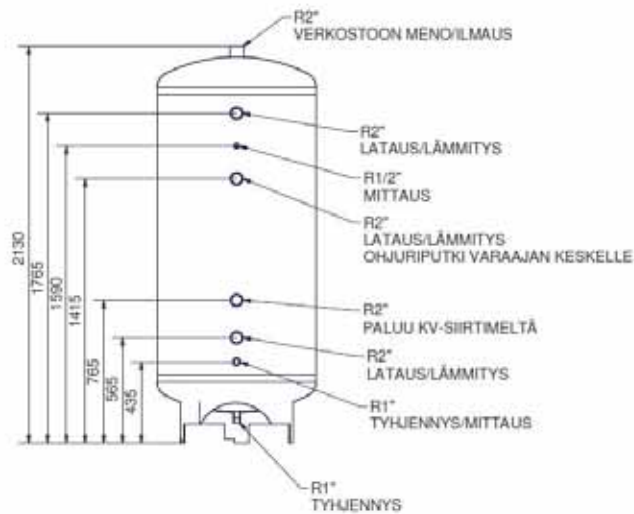 R2"
VERKOSTOON MENO/ILMAUS
R2"
LATAUS/LÄMMITYS
R1/2"
MITTAUS
R2"
LATAUS/LÄMMITYS
OHJURIPUTKI VARAAJAN KESKELLE
R2"
PALUU KV-SIIRTIMELTÄ
R2"
LATAUS/LÄMMITYS
R1"
TYHJENNYS/MITTAUS
R1"
TYHJENNYS
2130
1765
1590
1415
765
565
435